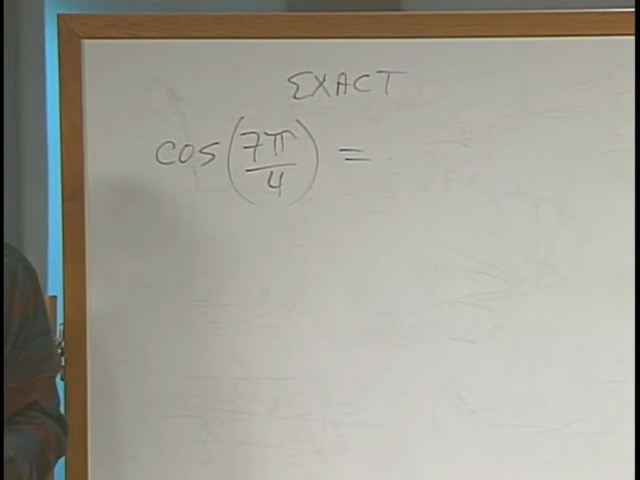 EXACT
cos(7π/4) =